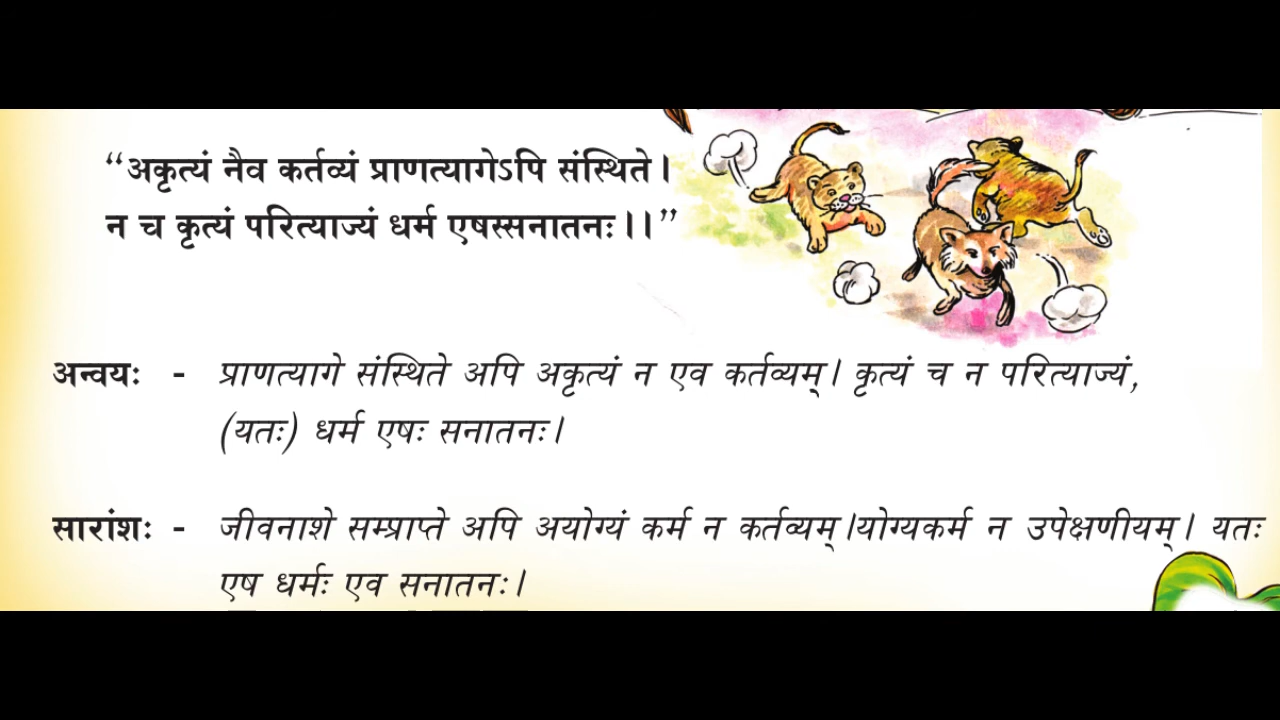 “अकृत्यं नैव कर्तव्यं प्राणत्यागेऽपि संस्थिते।
न च कृत्यं परित्याज्यं धर्म एषस्सनातनः।।”
अन्वयः - प्राणत्यागे संस्थिते अपि अकृत्यं न एव कर्तव्यम्। कृत्यं च न परित्याज्यं,
(यतः) धर्म एषः सनातनः।
सारांशः - जीवनाशे सम्प्राप्ते अपि अयोग्यं कर्म न कर्तव्यम्।योग्यकर्म न उपेक्षणीयम्। यतः
एष धर्मः एव सनातनः।